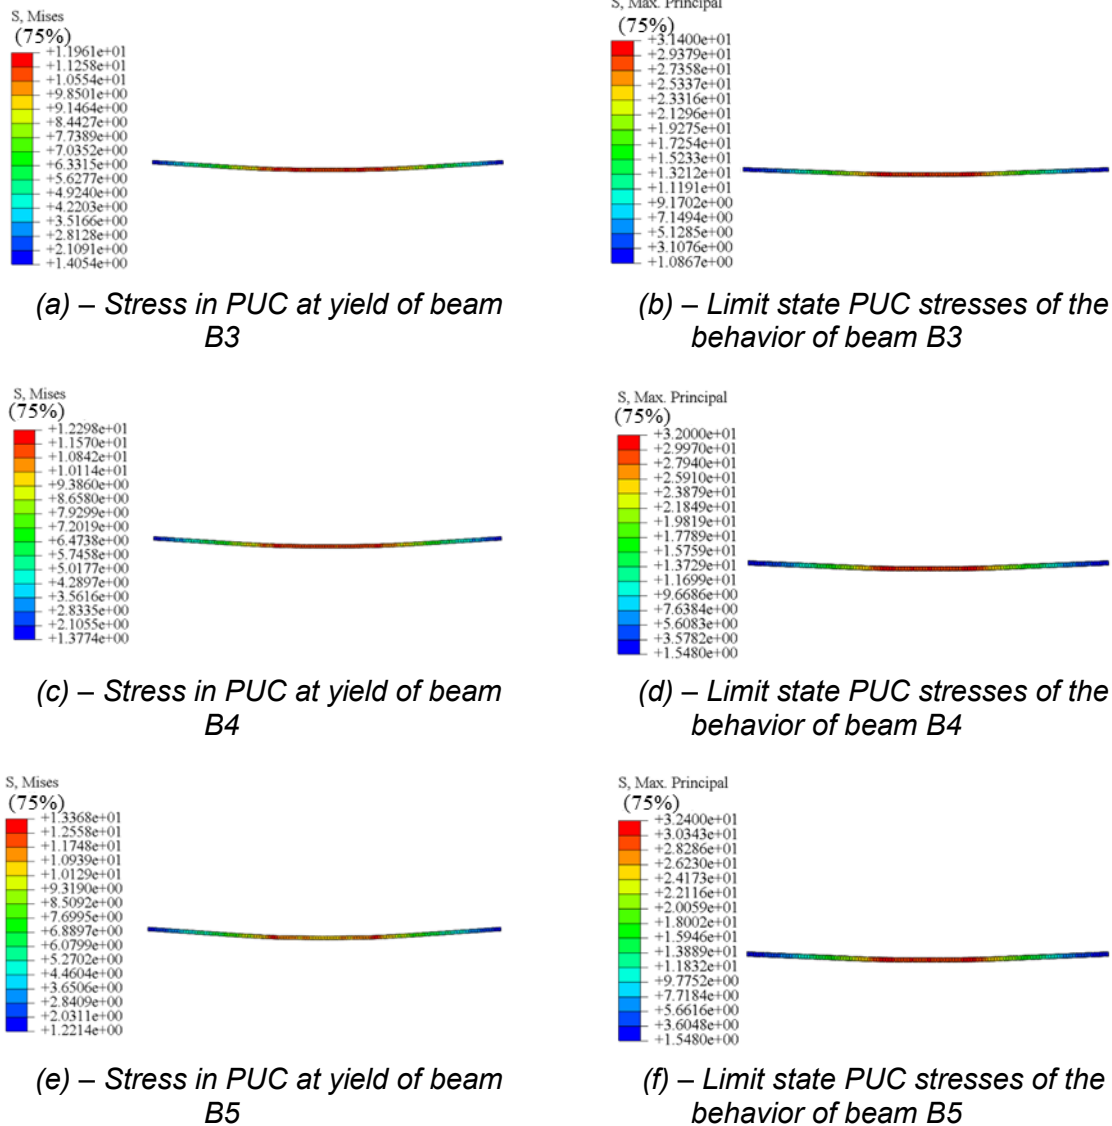 S, Mises
(75%)
+1.1961e+01
+1.1258e+01
+1.0554e+01
+9.8501e+00
+9.1464e+00
+8.4427e+00
+7.7389e+00
+7.0352e+00
+6.3315e+00
+5.6277e+00
+4.9240e+00
+4.2203e+00
+3.5166e+00
+2.8128e+00
+2.1091e+00
+1.4054e+00
(a) – Stress in PUC at yield of beam
B3
S, Max. Principal
(75%)
+3.1400e+01
+2.9379e+01
+2.7358e+01
+2.5337e+01
+2.3316e+01
+2.1296e+01
+1.9275e+01
+1.7254e+01
+1.5233e+01
+1.3212e+01
+1.1191e+01
+9.1702e+00
+7.1494e+00
+5.1285e+00
+3.1076e+00
+1.0867e+00
(b) – Limit state PUC stresses of the
behavior of beam B3
S, Mises
(75%)
+1.2298e+01
+1.1570e+01
+1.0842e+01
+1.0114e+01
+9.3860e+00
+8.6580e+00
+7.9299e+00
+7.2019e+00
+6.4738e+00
+5.7458e+00
+5.0177e+00
+4.2897e+00
+3.5616e+00
+2.8335e+00
+2.1055e+00
+1.3774e+00
(c) – Stress in PUC at yield of beam
B4
S, Max. Principal
(75%)
+3.2000e+01
+2.9970e+01
+2.7940e+01
+2.5910e+01
+2.3879e+01
+2.1849e+01
+1.9819e+01
+1.7789e+01
+1.5759e+01
+1.3729e+01
+1.1699e+01
+9.6686e+00
+7.6384e+00
+5.6083e+00
+3.5782e+00
+1.5480e+00
(d) – Limit state PUC stresses of the
behavior of beam B4
S, Mises
(75%)
+1.3368e+01
+1.2558e+01
+1.1748e+01
+1.0939e+01
+1.0129e+01
+9.3190e+00
+8.5092e+00
+7.6995e+00
+6.8897e+00
+6.0799e+00
+5.2702e+00
+4.4604e+00
+3.6506e+00
+2.8409e+00
+2.0311e+00
+1.2214e+00
(e) – Stress in PUC at yield of beam
B5
S, Max. Principal
(75%)
+3.2400e+01
+3.0343e+01
+2.8286e+01
+2.6230e+01
+2.4173e+01
+2.2116e+01
+2.0059e+01
+1.8002e+01
+1.5946e+01
+1.3889e+01
+1.1832e+01
+9.7752e+00
+7.7184e+00
+5.6616e+00
+3.6048e+00
+1.5480e+00
(f) – Limit state PUC stresses of the
behavior of beam B5